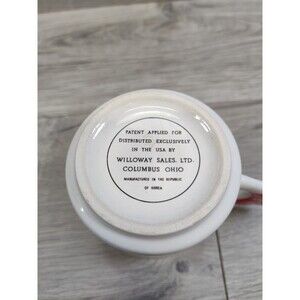 PATENT APPLIED FOR
DISTRIBUTED EXCLUSIVELY
IN THE USA BY
WILLOWAY SALES, LTD.
COLUMBUS OHIO
MANUFACTURED IN THE REPUBLIC
OF KOREA